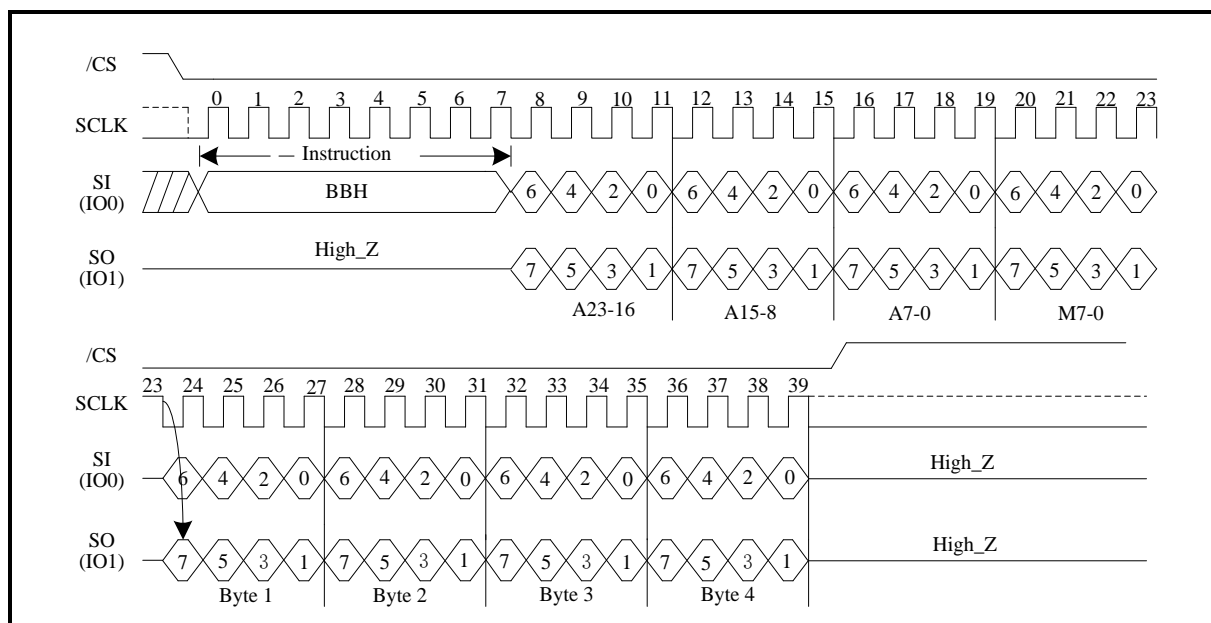 /CS
0 1 2 3 4 5 6 7 8 9 10 11 12 13 14 15 16 17 18 19 20 21 22 23
SCLK
Instruction
SI
(IO0)
BBH
6 4 2 0 6 4 2 0 6 4 2 0 6 4 2 0
SO
(IO1)
High_Z
7 5 3 1 7 5 3 1 7 5 3 1 7 5 3 1
A23-16 A15-8 A7-0 M7-0
/CS
23 24 25 26 27 28 29 30 31 32 33 34 35 36 37 38 39
SCLK
SI
(IO0)
6 4 2 0 6 4 2 0 6 4 2 0 6 4 2 0
High_Z
SO
(IO1)
7 5 3 1 7 5 3 1 7 5 3 1 7 5 3 1
High_Z
Byte 1 Byte 2 Byte 3 Byte 4